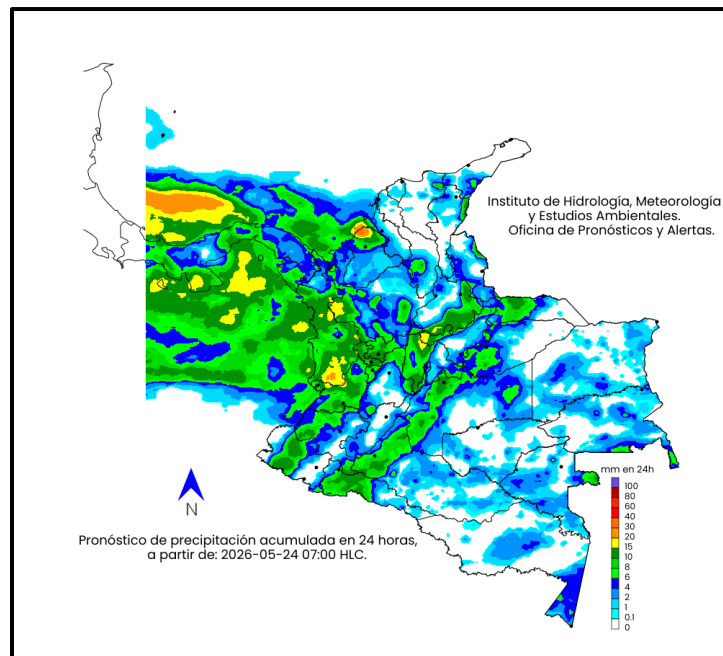 Instituto de Hidrología, Meteorología
y Estudios Ambientales.
Oficina de Pronósticos y Alertas.
mm en 24h
100
80
60
40
30
20
15
10
8
6
4
2
1
0.1
0
N
Pronóstico de precipitación acumulada en 24 horas,
a partir de: 2026-05-24 07:00 HLC.